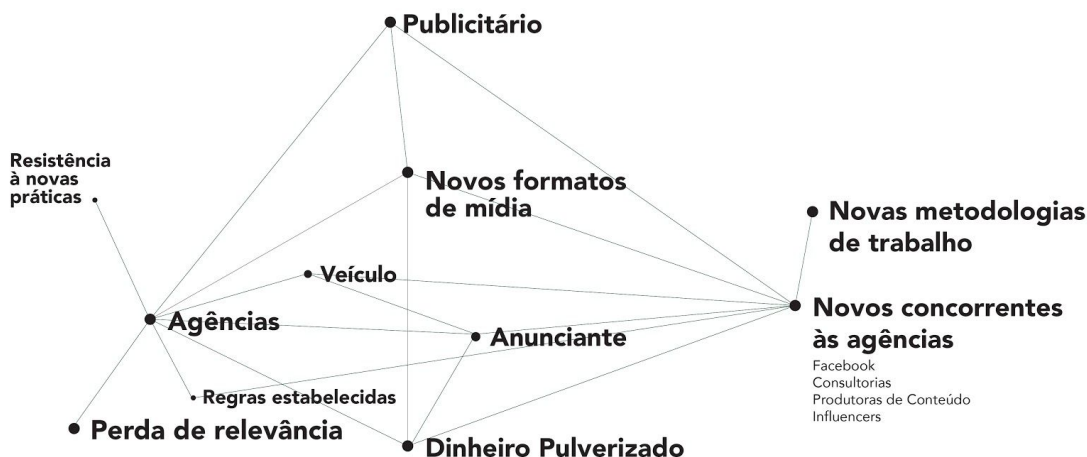 Publicitário
Resistência
à novas
práticas
Novos formatos
de mídia
Novas metodologias
de trabalho
Veículo
Agências
Anunciante
Novos concorrentes
às agências
Facebook
Consultorias
Produtoras de Conteúdo
Influencers
Regras estabelecidas
Perda de relevância
Dinheiro Pulverizado